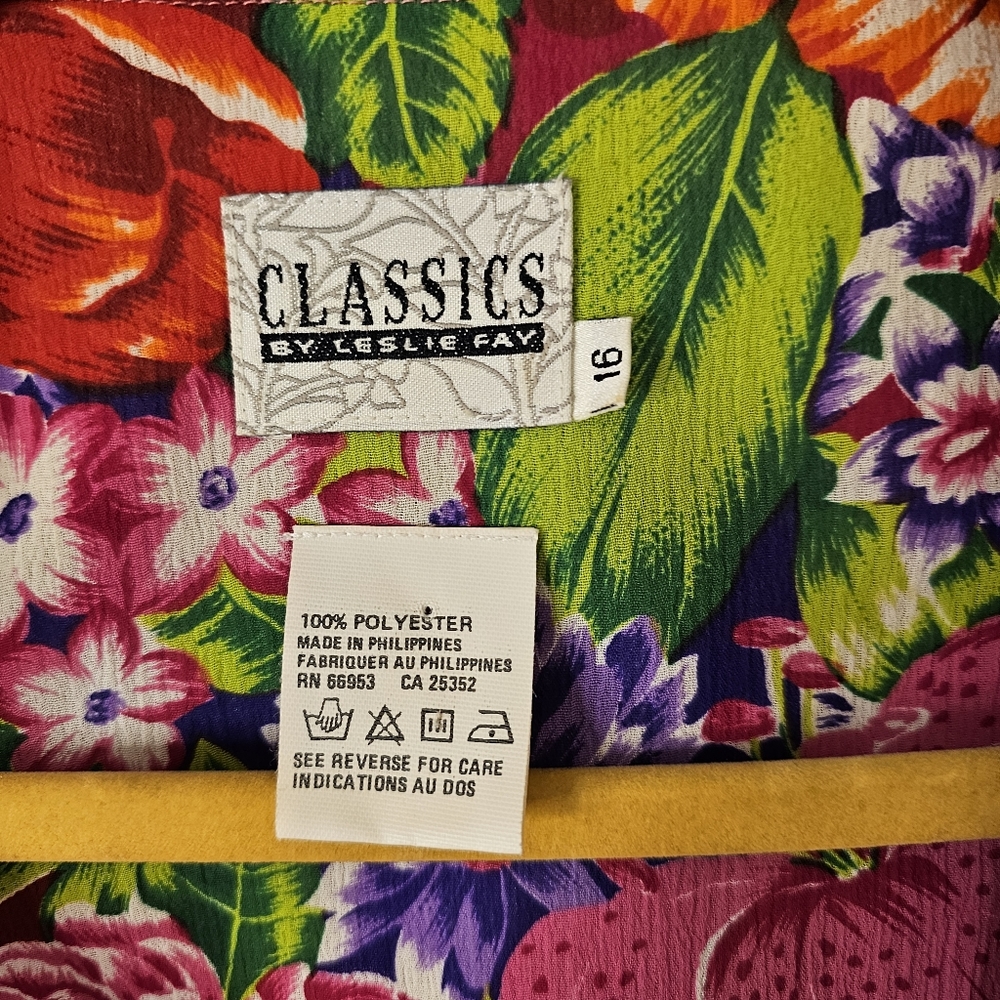 CLASSICS
BY LESLIE FAY
16
100% POLYESTER
MADE IN PHILIPPINES
FABRIQUER AU PHILIPPINES
RN 66953 CA 25352
SEE REVERSE FOR CARE
INDICATIONS AU DOS